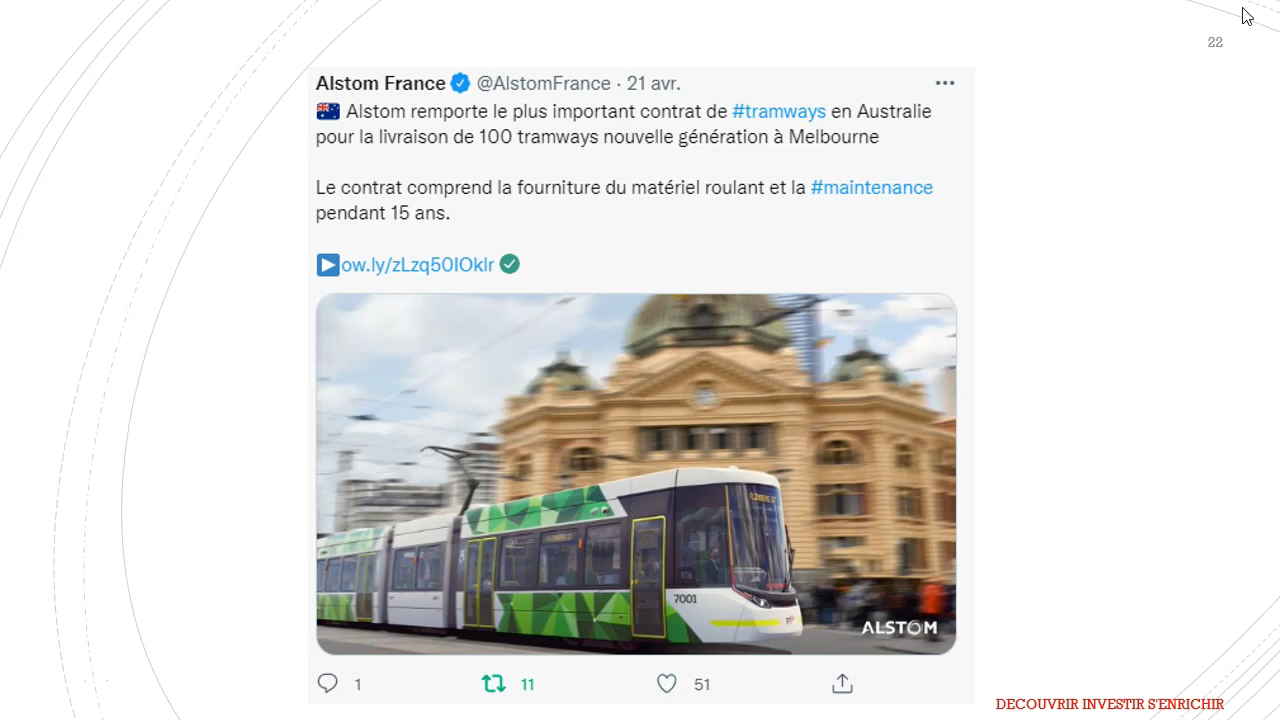 22
Alstom France @AlstomFrance · 21 avr.
Alstom remporte le plus important contrat de #tramways en Australie
pour la livraison de 100 tramways nouvelle génération à Melbourne
Le contrat comprend la fourniture du matériel roulant et la #maintenance
pendant 15 ans.
ow.ly/zLzq50IOklr
7001
ALSTOM
1 11 51
DECOUVRIR INVESTIR S'ENRICHIR